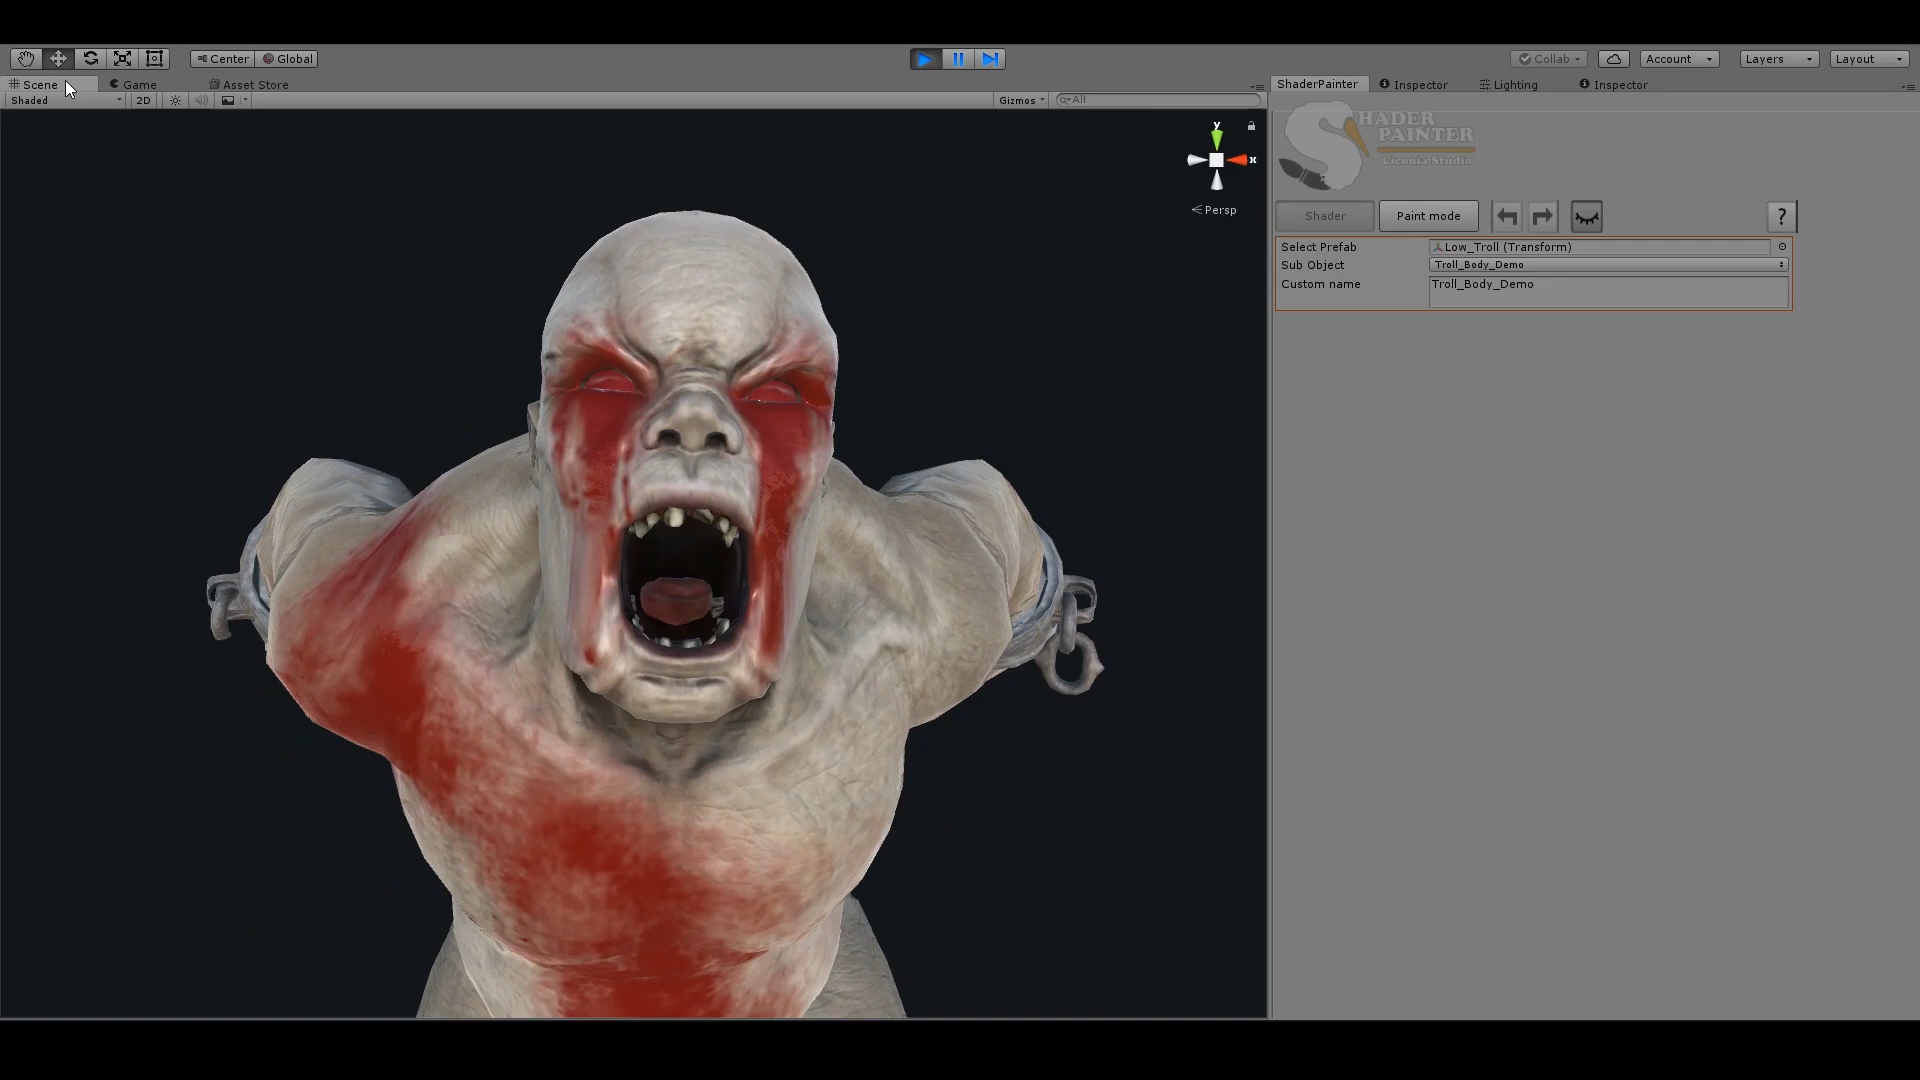 Center Global Collab Account Layers Layout
Scene Game Asset Store ShaderPainter Inspector Lighting Inspector
Shaded 2D Gizmos All
SHADER
PAINTER
Ciconia Studio
y
x
Persp
Shader Paint mode ?
Select Prefab Low_Troll (Transform)
Sub Object Troll_Body_Demo
Custom name Troll_Body_Demo